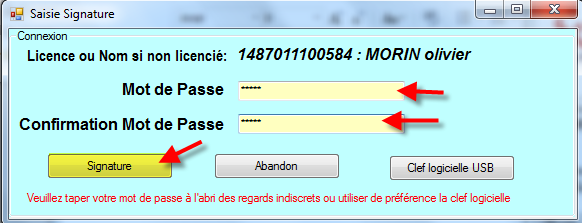 Saisie Signature
Connexion
Licence ou Nom si non licencié: 1487011100584 : MORIN olivier
Mot de Passe *****
Confirmation Mot de Passe *****
Signature Abandon Clef logicielle USB
Veuillez taper votre mot de passe à l'abri des regards indiscrets ou utiliser de préférence la clef logicielle